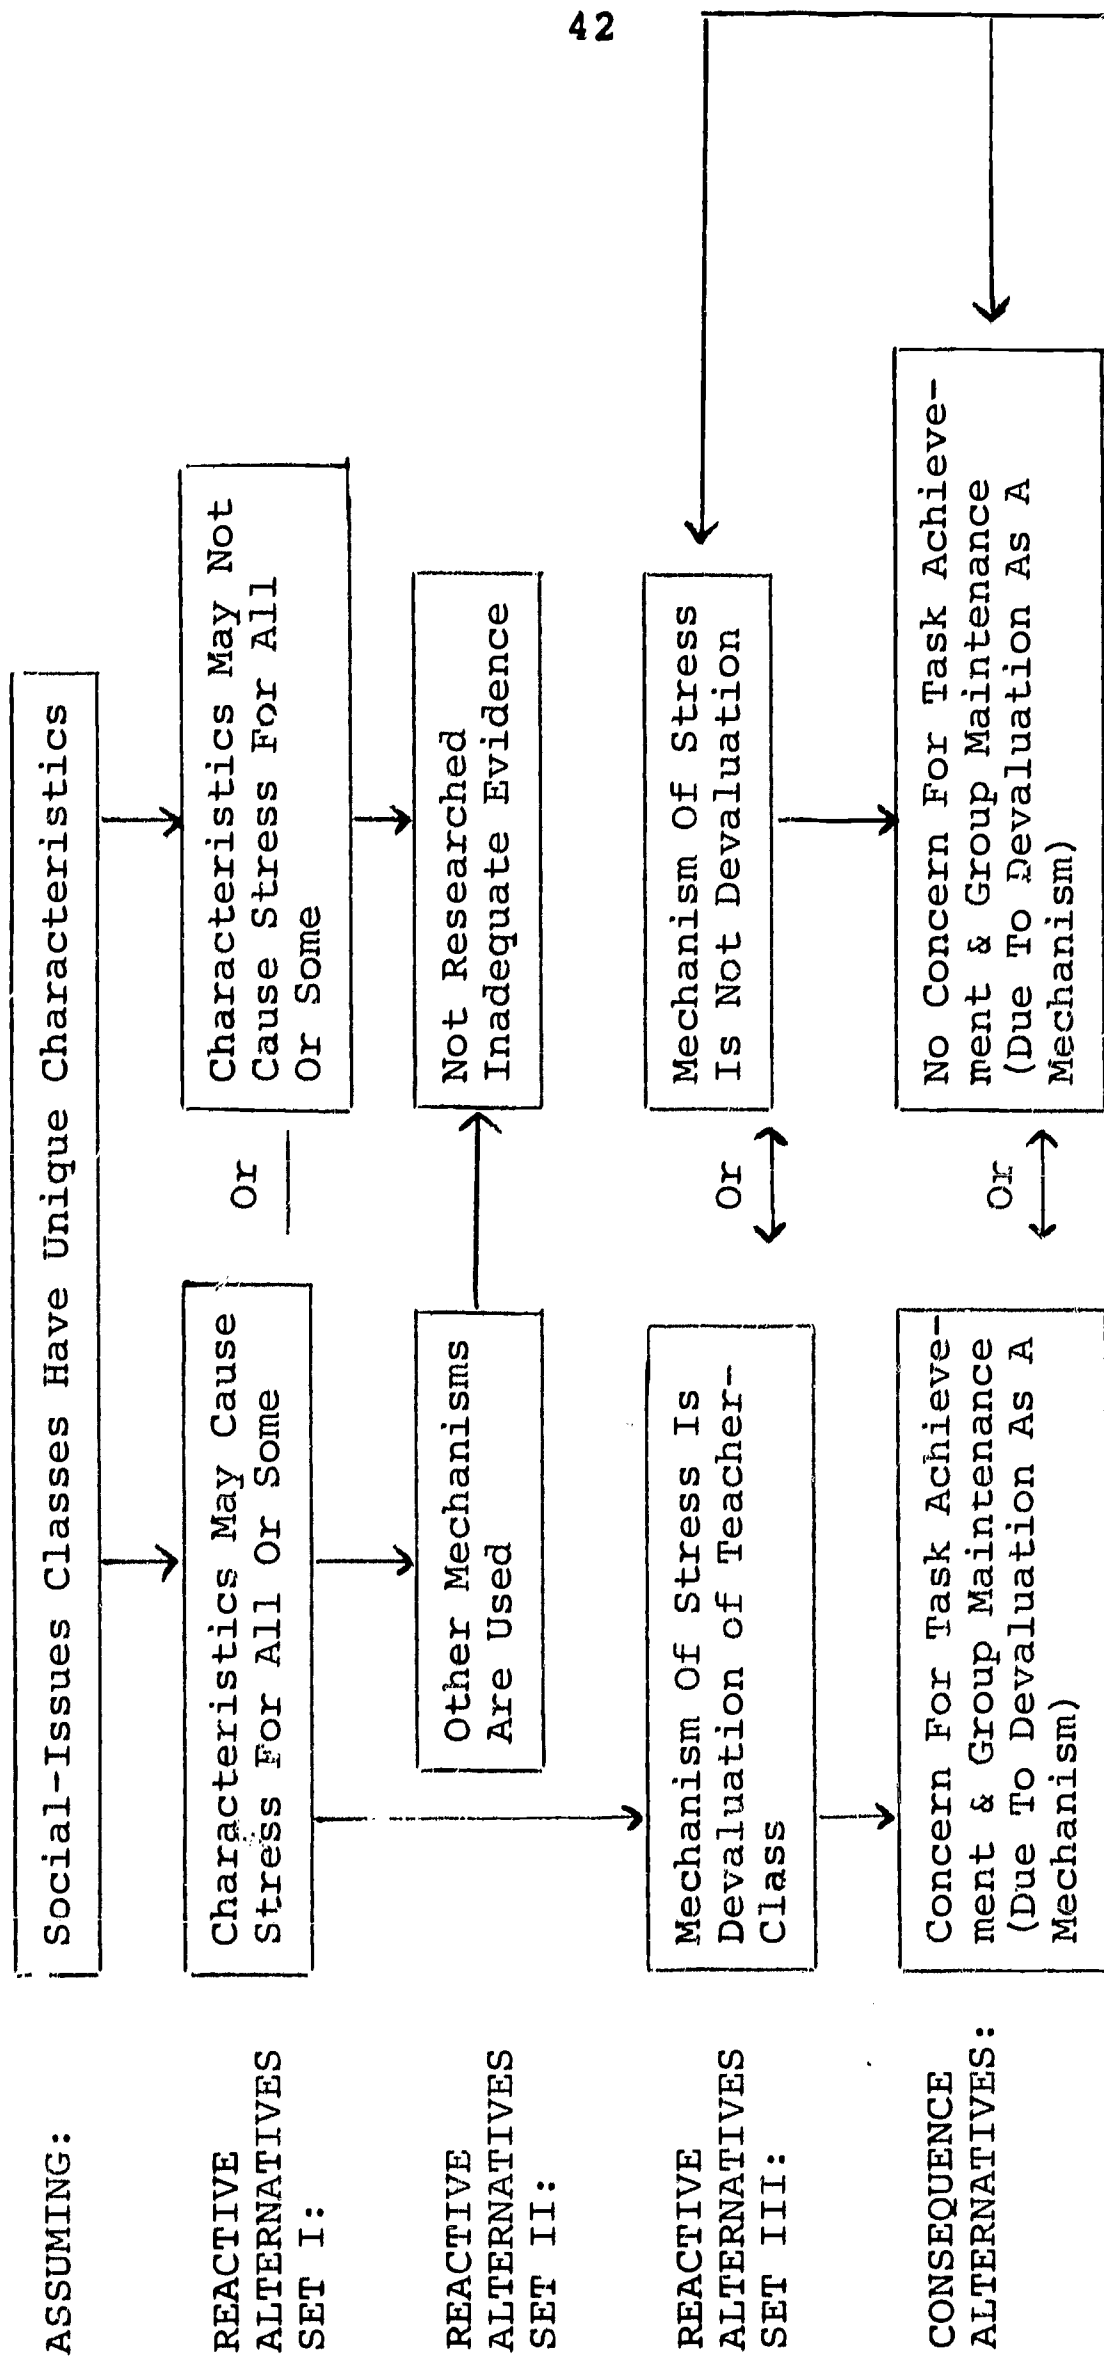 42
ASSUMING:
Social-Issues Classes Have Unique Characteristics
REACTIVE
ALTERNATIVES
SET I:
Characteristics May Cause
Stress For All Or Some
Or
Characteristics May Not
Cause Stress For All
Or Some
REACTIVE
ALTERNATIVES
SET II:
Other Mechanisms
Are Used
Not Researched
Inadequate Evidence
REACTIVE
ALTERNATIVES
SET III:
Mechanism Of Stress Is
Devaluation of Teacher-
Class
Or
Mechanism Of Stress
Is Not Devaluation
CONSEQUENCE
ALTERNATIVES:
Concern For Task Achieve-
ment & Group Maintenance
(Due To Devaluation As A
Mechanism)
Or
No Concern For Task Achieve-
ment & Group Maintenance
(Due To Devaluation As A
Mechanism)